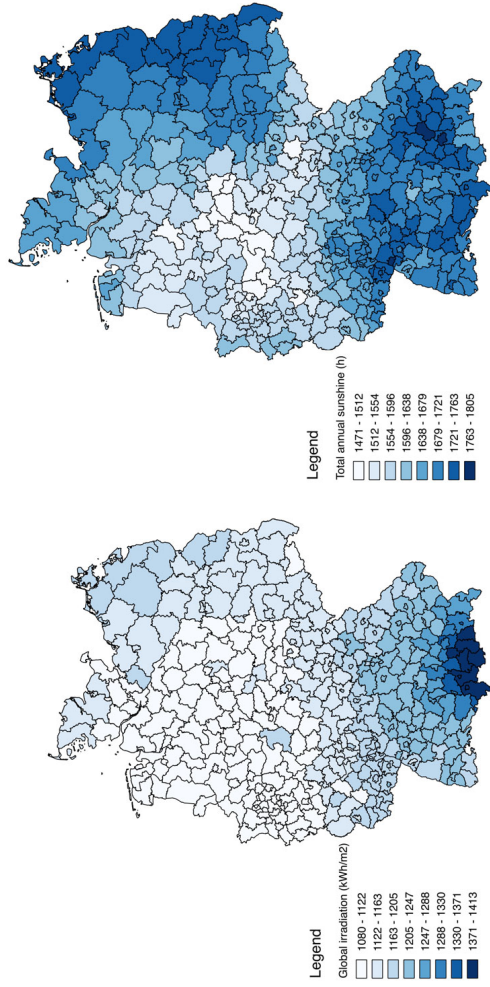 Legend
Global irradiation (kWh/m2)
1080 - 1122
1122 - 1163
1163 - 1205
1205 - 1247
1247 - 1288
1288 - 1330
1330 - 1371
1371 - 1413
Legend
Total annual sunshine (h)
1471 - 1512
1512 - 1554
1554 - 1596
1596 - 1638
1638 - 1679
1679 - 1721
1721 - 1763
1763 - 1805